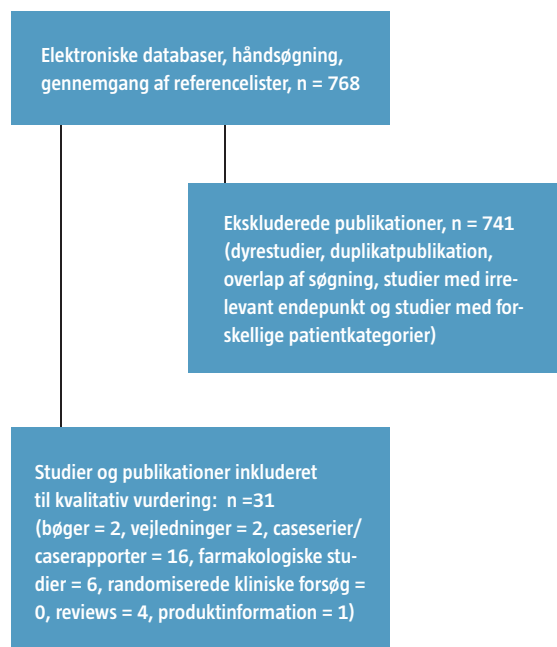 Elektroniske databaser, håndsøgning,
gennemgang af referencelister, n = 768
Ekskluderede publikationer, n = 741
(dyrestudier, duplikatpublikation,
overlap af søgning, studier med irre-
levant endepunkt og studier med for-
skellige patientkategorier)
Studier og publikationer inkluderet
til kvalitativ vurdering: n =31
(bøger = 2, vejledninger = 2, caseserier/
caserapporter = 16, farmakologiske stu-
dier = 6, randomiserede kliniske forsøg =
0, reviews = 4, produktinformation = 1)